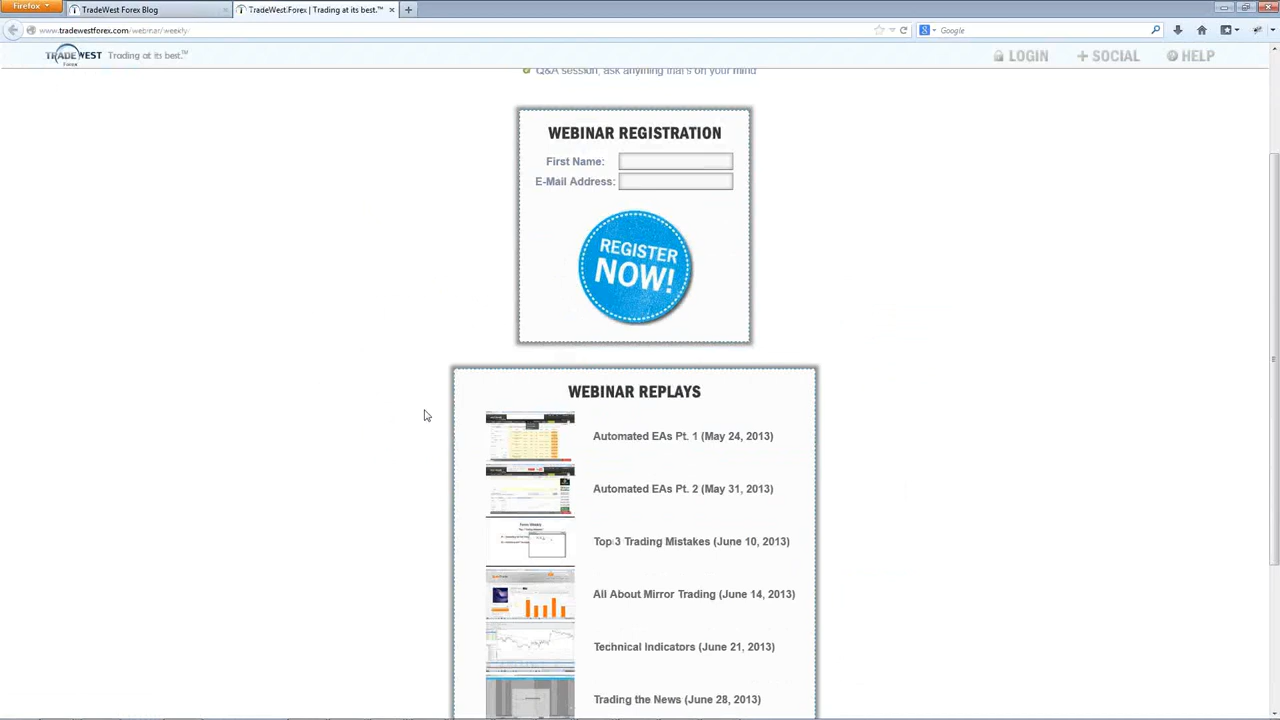 Firefox
TradeWest Forex Blog
TradeWest.Forex | Trading at its best.™
www.tradewestforex.com/webinar/weekly
Google
TRADEWEST
Forex
Trading at its best.™
LOGIN
SOCIAL
HELP
Q&A session, ask anything that's on your mind
WEBINAR REGISTRATION
First Name:
E-Mail Address:
REGISTER
NOW!
WEBINAR REPLAYS
Automated EAs Pt. 1 (May 24, 2013)
Automated EAs Pt. 2 (May 31, 2013)
Top 3 Trading Mistakes (June 10, 2013)
All About Mirror Trading (June 14, 2013)
Technical Indicators (June 21, 2013)
Trading the News (June 28, 2013)